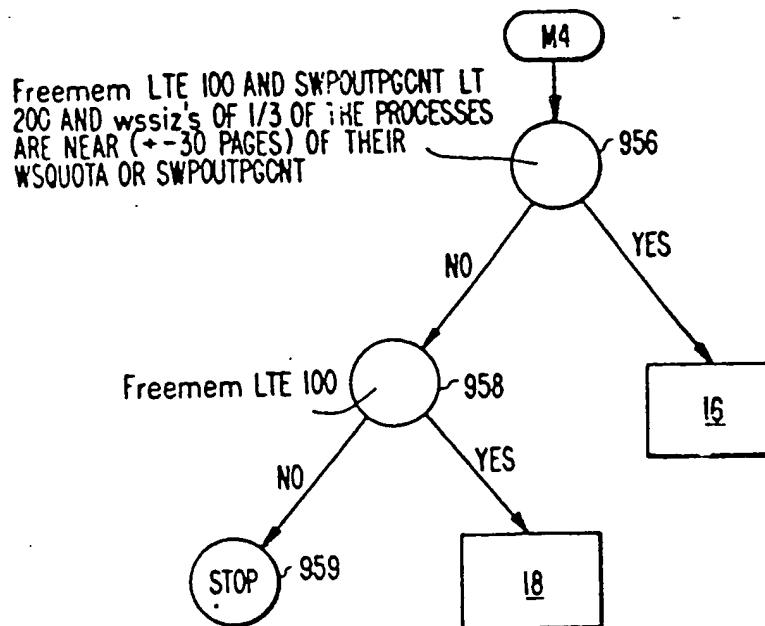 M4
Freemem LTE 100 AND SWPOUTPGCNT LT
200 AND wssiz's OF 1/3 OF THE PROCESSES
ARE NEAR (+-30 PAGES) OF THEIR
WSQUOTA OR SWPOUTPGCNT
956
NO
YES
Freemem LTE 100
958
16
NO
YES
STOP
959
18